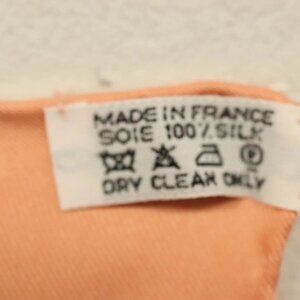 MADE IN FRANCE
SOIE 100% SILK
DRY CLEAN ONLY